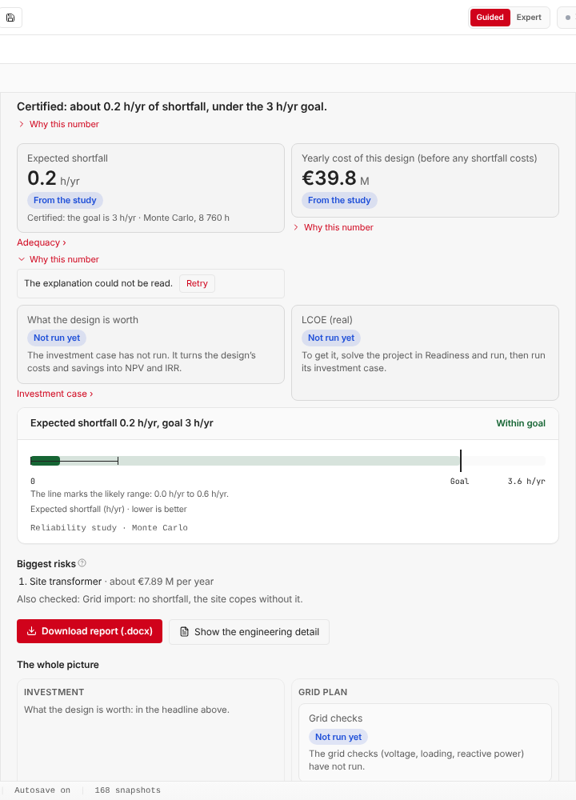 Guided Expert
Certified: about 0.2 h/yr of shortfall, under the 3 h/yr goal.
Why this number
Expected shortfall
0.2 h/yr
From the study
Certified: the goal is 3 h/yr · Monte Carlo, 8 760 h
Adequacy ›
Why this number
The explanation could not be read. Retry
Yearly cost of this design (before any shortfall costs)
€39.8 M
From the study
Why this number
What the design is worth
Not run yet
The investment case has not run. It turns the design's
costs and savings into NPV and IRR.
Investment case ›
LCOE (real)
Not run yet
To get it, solve the project in Readiness and run, then run
its investment case.
Expected shortfall 0.2 h/yr, goal 3 h/yr
Within goal
0 Goal 3.6 h/yr
The line marks the likely range: 0.0 h/yr to 0.6 h/yr.
Expected shortfall (h/yr) · lower is better
Reliability study · Monte Carlo
Biggest risks ?
1. Site transformer · about €7.89 M per year
Also checked: Grid import: no shortfall, the site copes without it.
Download report (.docx) Show the engineering detail
The whole picture
INVESTMENT
What the design is worth: in the headline above.
GRID PLAN
Grid checks
Not run yet
The grid checks (voltage, loading, reactive power)
have not run.
Autosave on 168 snapshots